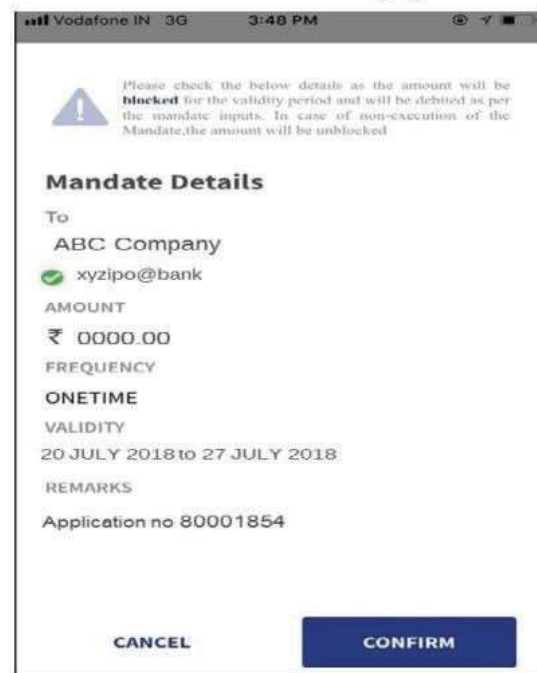 Vodafone IN 3G 3:48 PM
Please check the below details as the amount will be
blocked for the validity period and will be debited as per
the mandate inputs. In case of non-execution of the
Mandate,the amount will be unblocked
Mandate Details
To
ABC Company
xyzipo@bank
AMOUNT
₹ 0000.00
FREQUENCY
ONETIME
VALIDITY
20 JULY 2018 to 27 JULY 2018
REMARKS
Application no 80001854
CANCEL CONFIRM